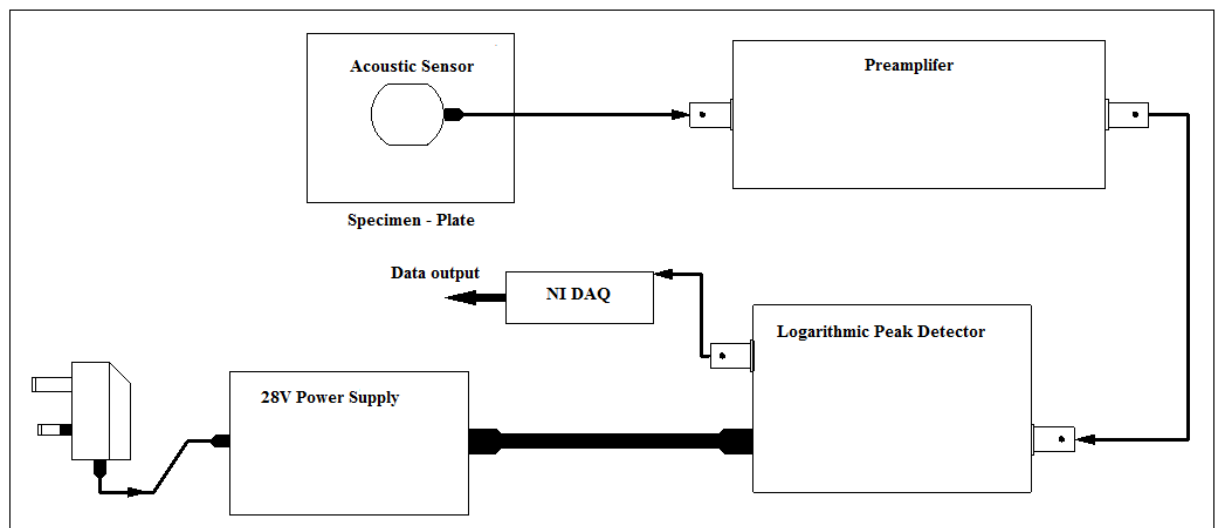 Acoustic Sensor
Preamplifer
Specimen - Plate
Data output
NI DAQ
Logarithmic Peak Detector
28V Power Supply